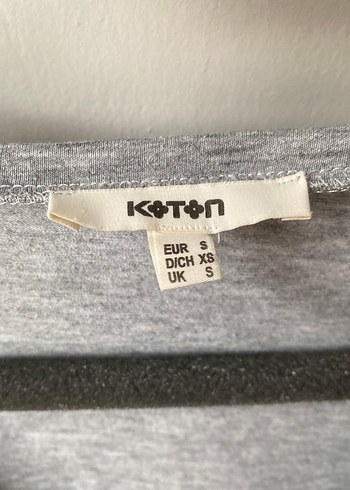 KOTON
EUR S
D/CH XS
UK S